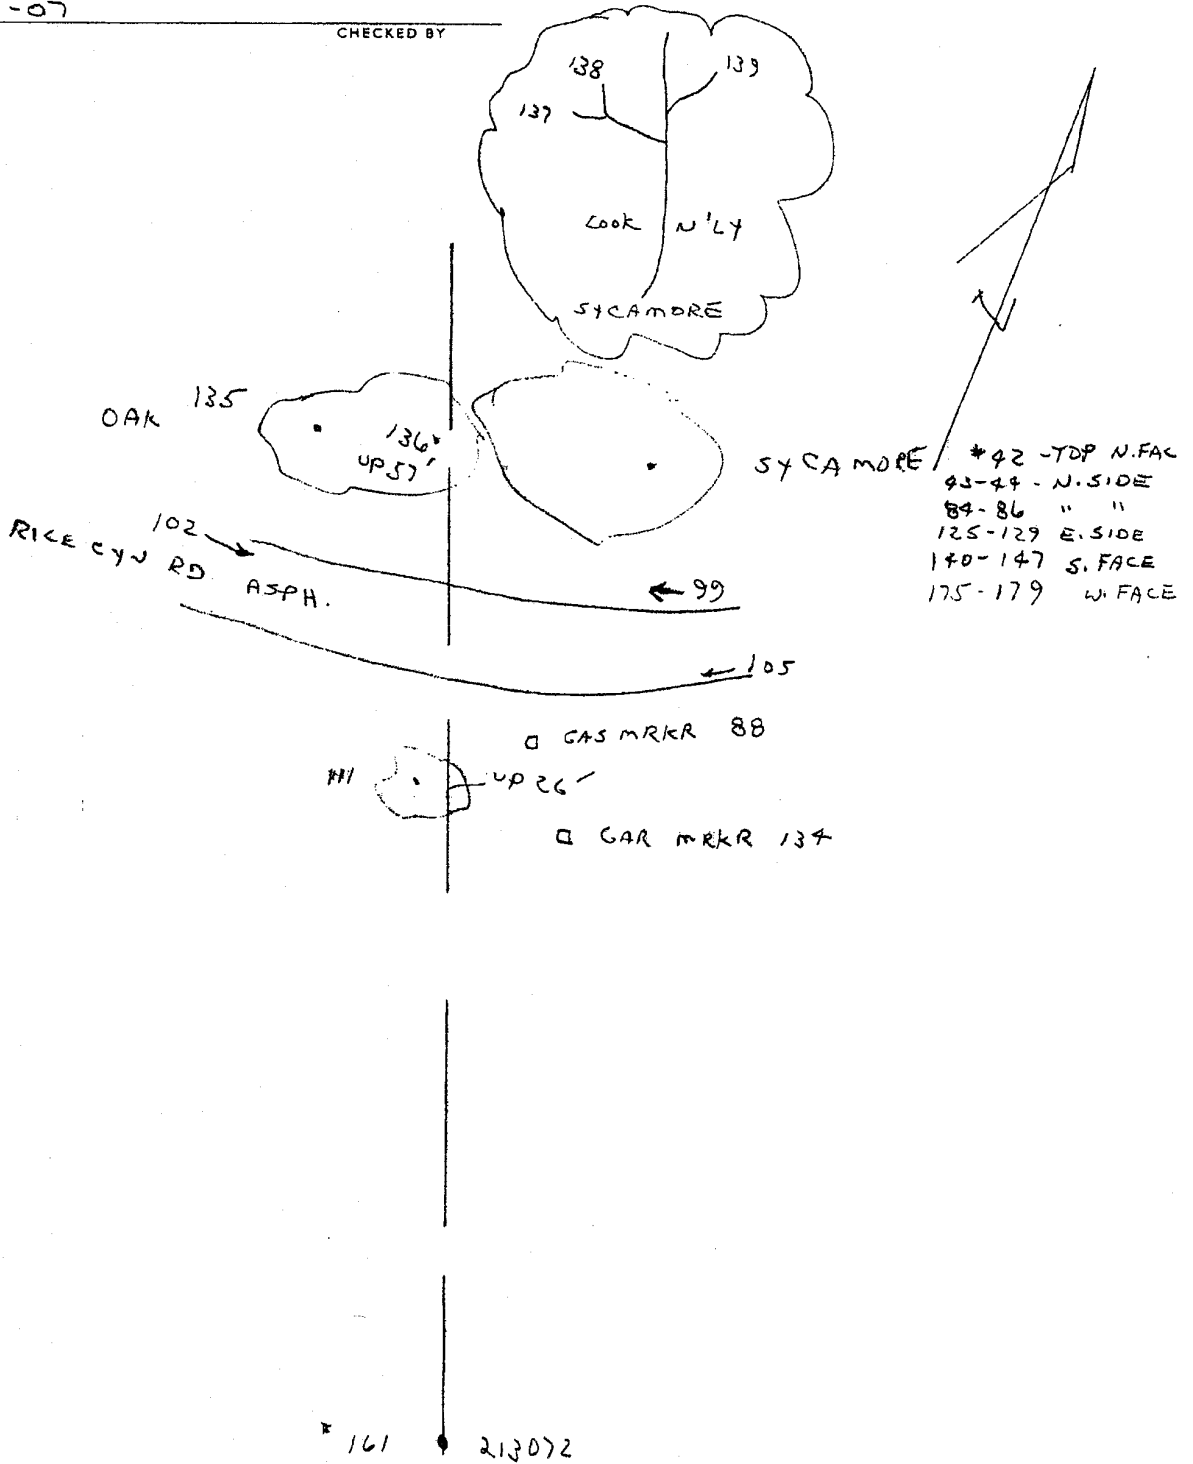 -07
CHECKED BY
138
139
137
LOOK N'LY
SYCAMORE
N
OAK 135
136
UP 57'
SYCAMORE
*42 - TOP N.FAC
43-44 - N. SIDE
84-86 " "
125-129 E. SIDE
140-147 S. FACE
175-179 W. FACE
102
RICE CYN RD ASPH.
99
105
GAS MRKR 88
UP 26'
GAR MRKR 134
* 161
213072